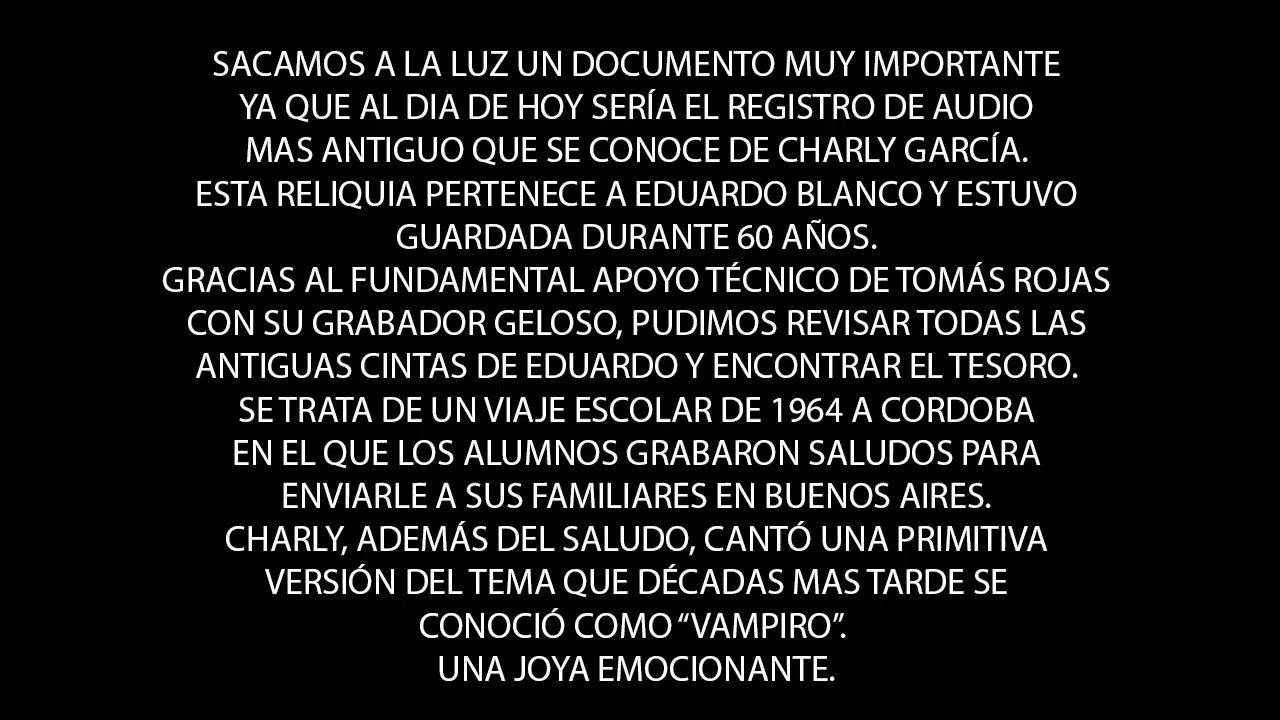 SACAMOS A LA LUZ UN DOCUMENTO MUY IMPORTANTE
YA QUE AL DIA DE HOY SERÍA EL REGISTRO DE AUDIO
MAS ANTIGUO QUE SE CONOCE DE CHARLY GARCÍA.
ESTA RELIQUIA PERTENECE A EDUARDO BLANCO Y ESTUVO
GUARDADA DURANTE 60 AÑOS.
GRACIAS AL FUNDAMENTAL APOYO TÉCNICO DE TOMÁS ROJAS
CON SU GRABADOR GELOSO, PUDIMOS REVISAR TODAS LAS
ANTIGUAS CINTAS DE EDUARDO Y ENCONTRAR EL TESORO.
SE TRATA DE UN VIAJE ESCOLAR DE 1964 A CORDOBA
EN EL QUE LOS ALUMNOS GRABARON SALUDOS PARA
ENVIARLE A SUS FAMILIARES EN BUENOS AIRES.
CHARLY, ADEMÁS DEL SALUDO, CANTÓ UNA PRIMITIVA
VERSIÓN DEL TEMA QUE DÉCADAS MAS TARDE SE
CONOCIÓ COMO “VAMPIRO”.
UNA JOYA EMOCIONANTE.